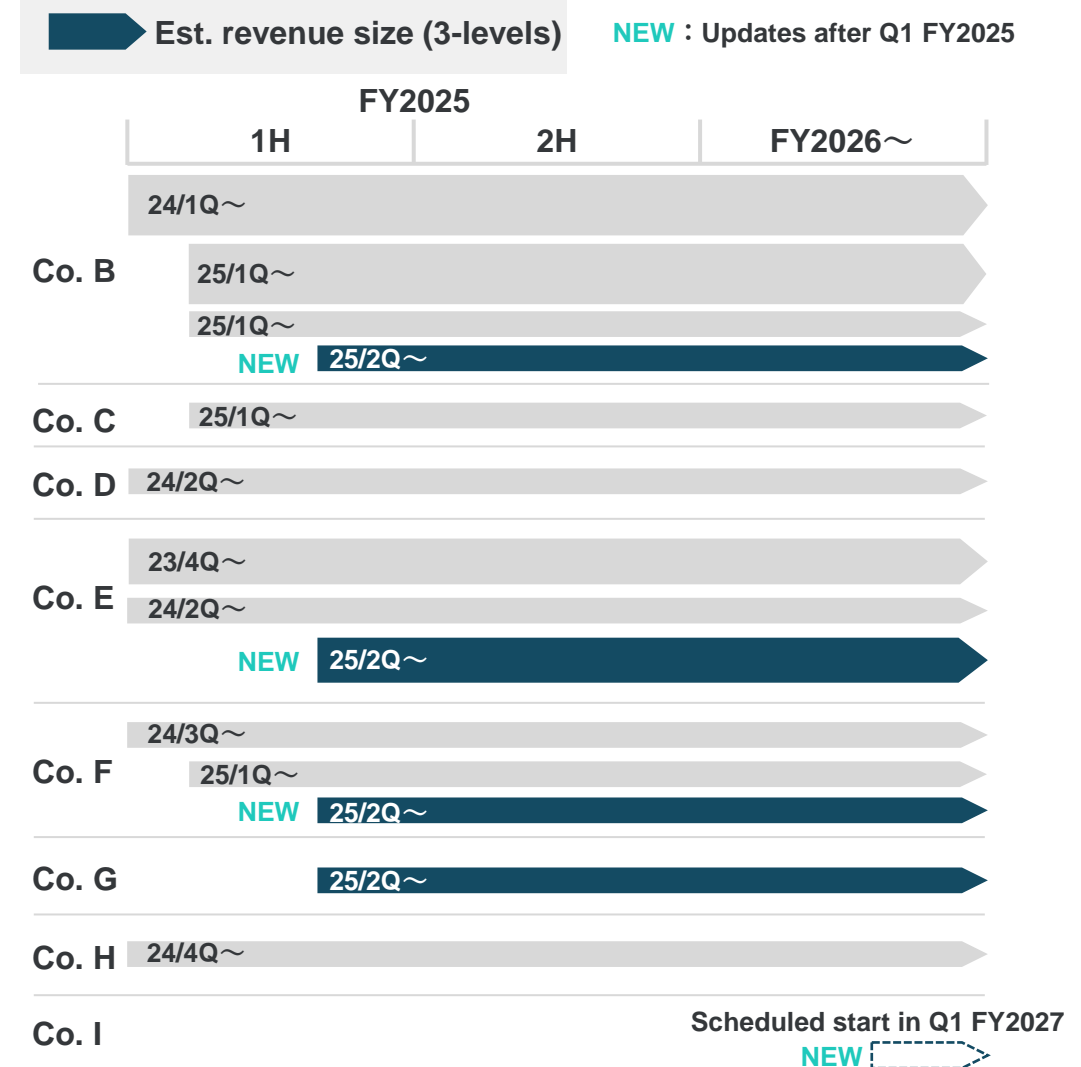 Est. revenue size (3-levels)
NEW：Updates after Q1 FY2025
FY2025
1H 2H FY2026～
24/1Q～
Co. B
25/1Q～
25/1Q～
NEW 25/2Q～
Co. C 25/1Q～
Co. D 24/2Q～
23/4Q～
Co. E
24/2Q～
NEW 25/2Q～
24/3Q～
Co. F
25/1Q～
NEW 25/2Q～
Co. G 25/2Q～
Co. H 24/4Q～
Scheduled start in Q1 FY2027
Co. I
NEW